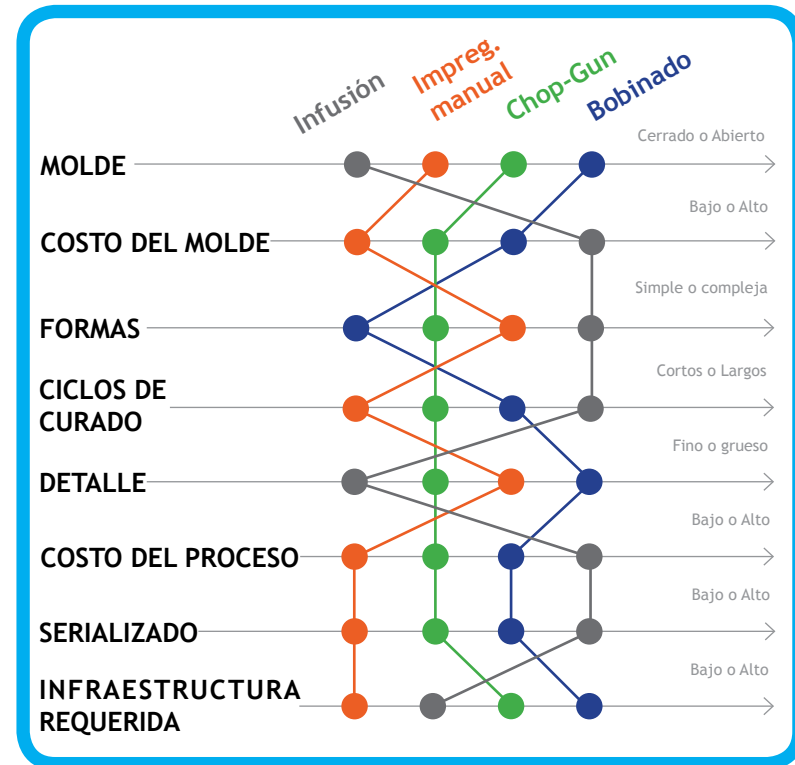 Infusión
Impreg.
manual
Chop-Gun
Bobinado
Cerrado o Abierto
MOLDE
Bajo o Alto
COSTO DEL MOLDE
Simple o compleja
FORMAS
Cortos o Largos
CICLOS DE
CURADO
Fino o grueso
DETALLE
Bajo o Alto
COSTO DEL PROCESO
Bajo o Alto
SERIALIZADO
Bajo o Alto
INFRAESTRUCTURA
REQUERIDA